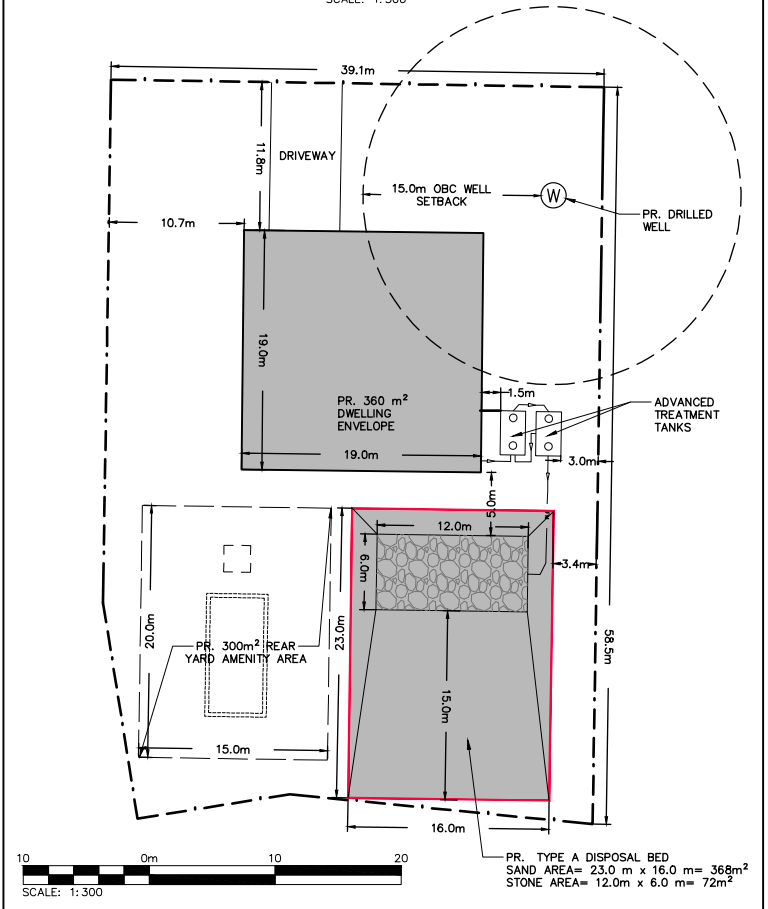 SCALE: 1:300
39.1m
11.8m
DRIVEWAY
15.0m OBC WELL
SETBACK
W
PR. DRILLED
WELL
10.7m
19.0m
PR. 360 m²
DWELLING
ENVELOPE
19.0m
1.5m
ADVANCED
TREATMENT
TANKS
3.0m
5.0m
12.0m
6.0m
3.4m
20.0m
PR. 300m² REAR
YARD AMENITY AREA
23.0m
15.0m
58.5m
15.0m
16.0m
PR. TYPE A DISPOSAL BED
SAND AREA= 23.0 m x 16.0 m= 368m²
STONE AREA= 12.0m x 6.0 m= 72m²
10 0m 10 20
SCALE: 1:300